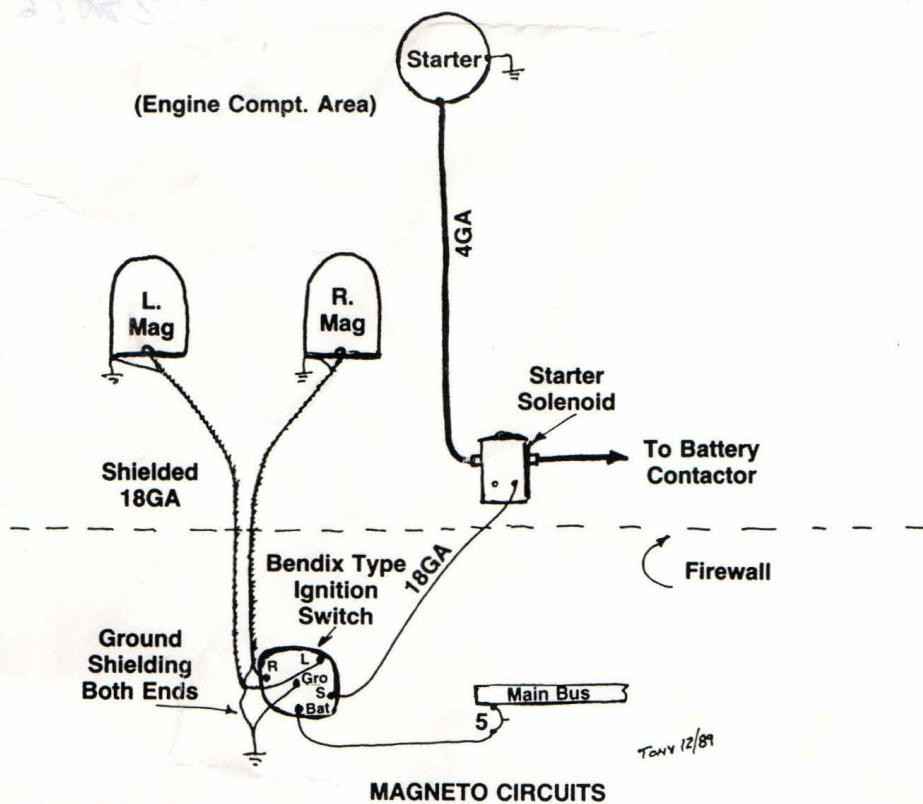 Starter
(Engine Compt. Area)
4GA
L.
Mag
R.
Mag
Starter
Solenoid
To Battery
Contactor
Shielded
18GA
Bendix Type
Ignition
Switch
18GA
Firewall
Ground
Shielding
Both Ends
R
L
Gro
S
Bat
Main Bus
5
TONY 12/89
MAGNETO CIRCUITS